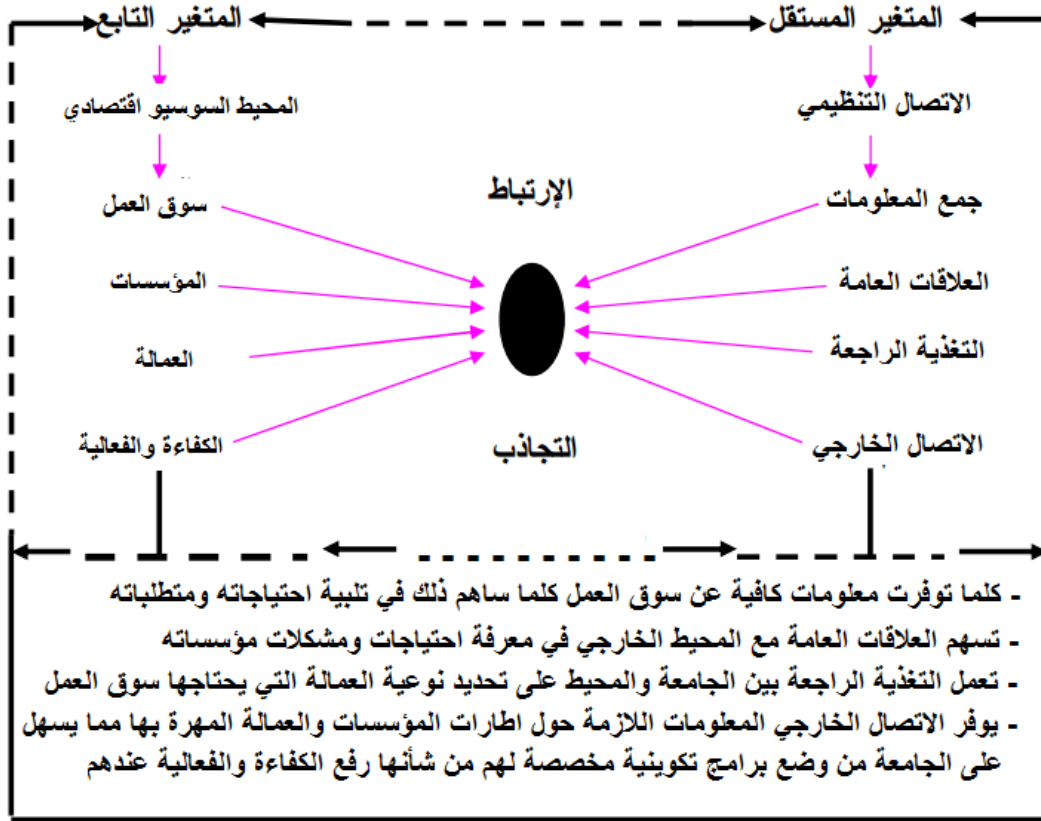 المتغير المستقل
المتغير التابع
الاتصال التنظيمي
المحيط السوسيو اقتصادي
الإرتباط
جمع المعلومات
سوق العمل
العلاقات العامة
المؤسسات
التغذية الراجعة
العمالة
الاتصال الخارجي
التجاذب
الكفاءة والفعالية
- كلما توفرت معلومات كافية عن سوق العمل كلما ساهم ذلك في تلبية احتياجاته ومتطلباته
- تسهم العلاقات العامة مع المحيط الخارجي في معرفة احتياجات ومشكلات مؤسساته
- تعمل التغذية الراجعة بين الجامعة والمحيط على تحديد نوعية العمالة التي يحتاجها سوق العمل
- يوفر الاتصال الخارجي المعلومات اللازمة حول اطارات المؤسسات والعمالة المهرة بها مما يسهل
على الجامعة من وضع برامج تكوينية مخصصة لهم من شأنها رفع الكفاءة والفعالية عندهم